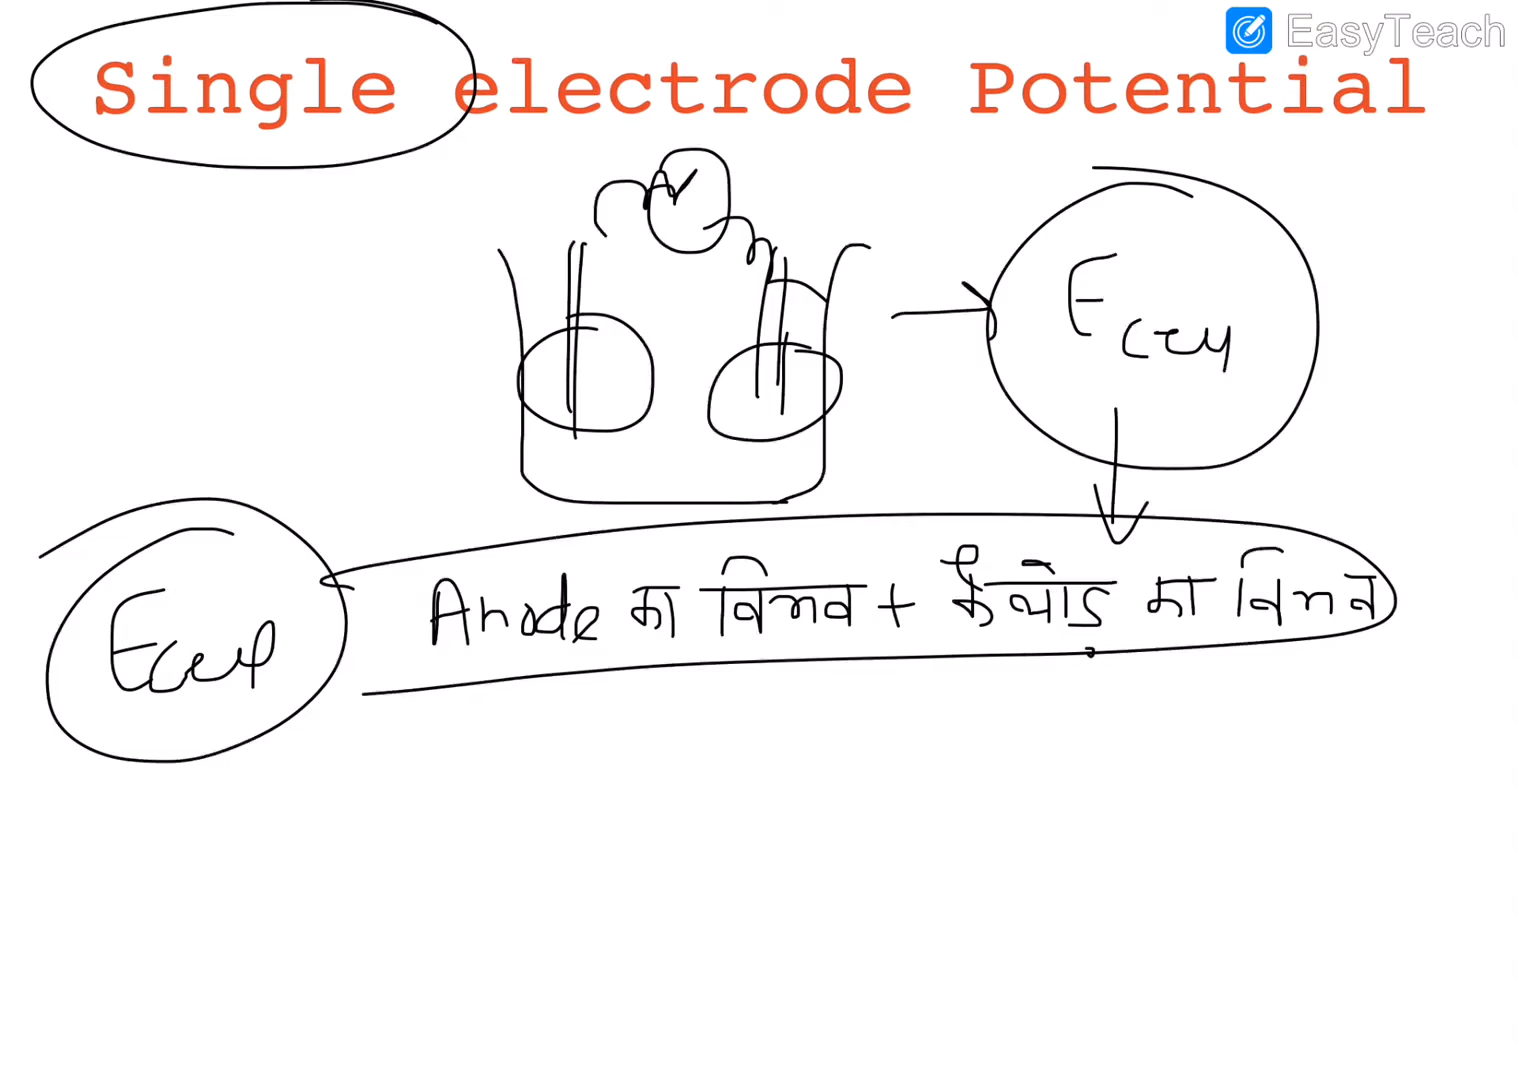 EasyTeach
Single electrode Potential
Ecell
Ecell Anode का विभव + कैथोड का विभव